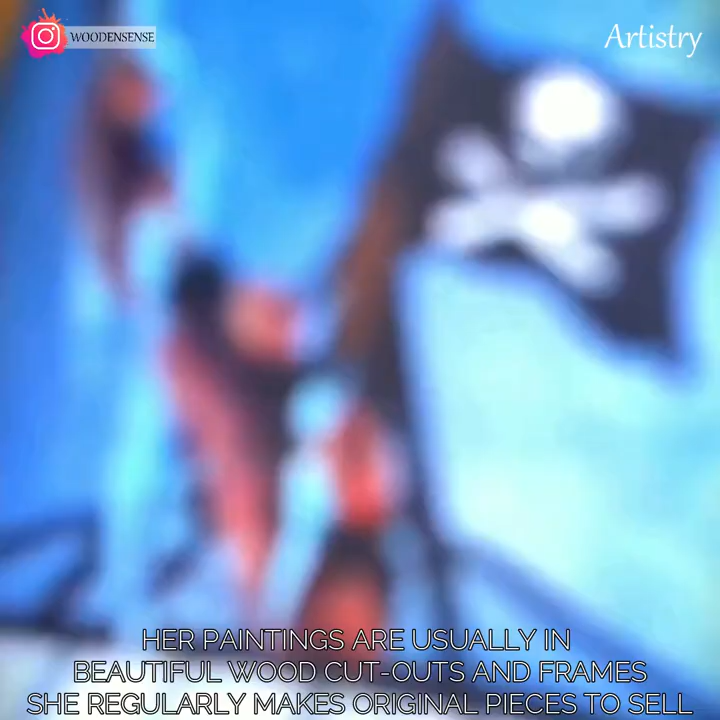 WOODENSENSE
Artistry
HER PAINTINGS ARE USUALLY IN
BEAUTIFUL WOOD CUT-OUTS AND FRAMES
SHE REGULARLY MAKES ORIGINAL PIECES TO SELL